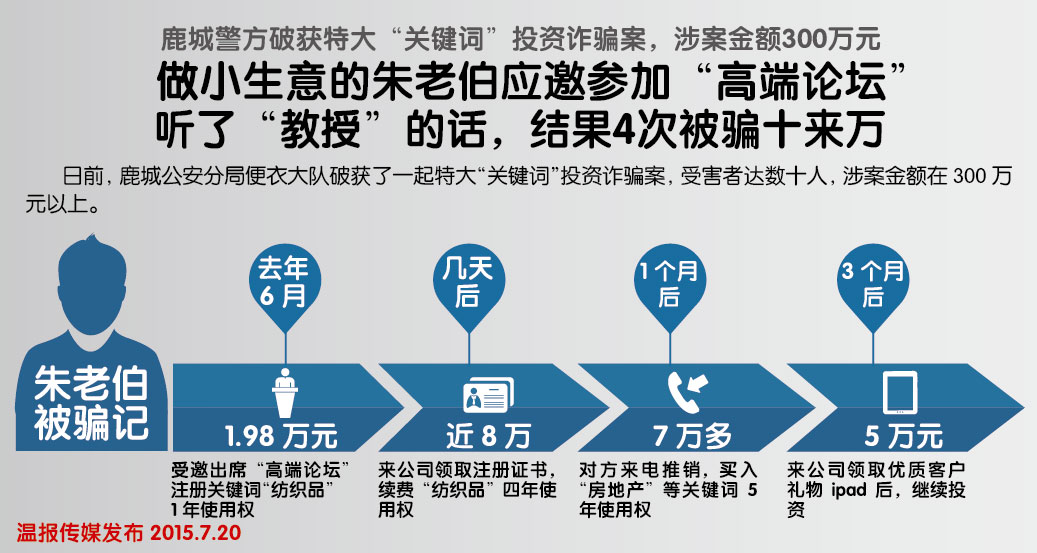 鹿城警方破获特大“关键词”投资诈骗案，涉案金额300万元
做小生意的朱老伯应邀参加“高端论坛”
听了“教授”的话，结果4次被骗十来万
日前，鹿城公安分局便衣大队破获了一起特大“关键词”投资诈骗案，受害者达数十人，涉案金额在 300 万
元以上。
朱老伯
被骗记
去年
6 月
1.98 万元
受邀出席“高端论坛”
注册关键词“纺织品”
1 年使用权
几天
后
近 8 万
来公司领取注册证书，
续费“纺织品”四年使
用权
1 个月
后
7 万多
对方来电推销，买入
“房地产”等关键词 5
年使用权
3 个月
后
5 万元
来公司领取优质客户
礼物 ipad 后，继续投
资
温报传媒发布 2015.7.20